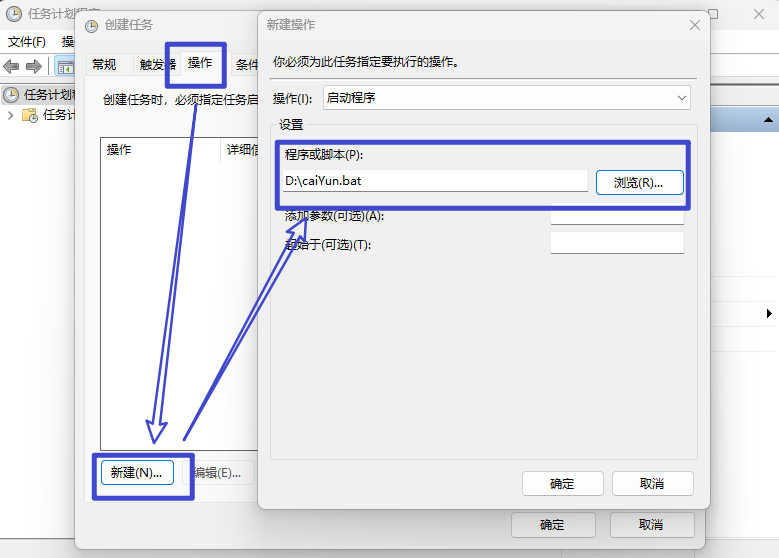 任务计划程序
文件(F)
操
任务计划程
任务计
创建任务
常规
触发器
操作
条件
创建任务时，必须指定任务启
操作
详细信
新建(N)...
编辑(E)...
确定
取消
新建操作
你必须为此任务指定要执行的操作。
操作(I):
启动程序
设置
程序或脚本(P):
D:\caiYun.bat
浏览(R)...
添加参数(可选)(A):
起始于(可选)(T):
确定
取消